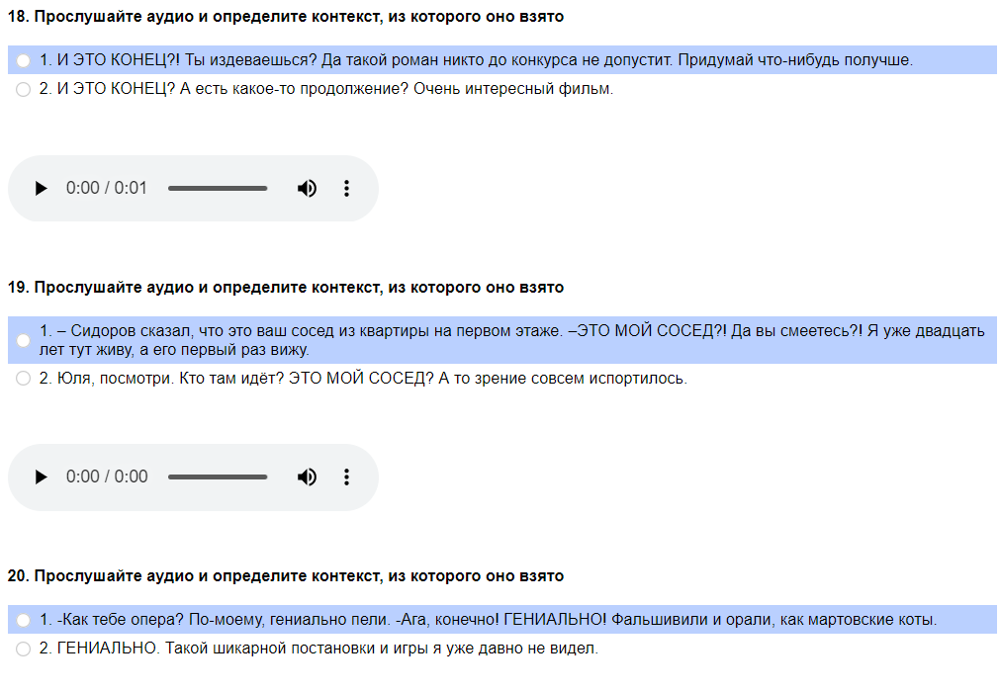 18. Прослушайте аудио и определите контекст, из которого оно взято
1. И ЭТО КОНЕЦ?! Ты издеваешься? Да такой роман никто до конкурса не допустит. Придумай что-нибудь получше.
2. И ЭТО КОНЕЦ? А есть какое-то продолжение? Очень интересный фильм.
0:00 / 0:01
19. Прослушайте аудио и определите контекст, из которого оно взято
1. – Сидоров сказал, что это ваш сосед из квартиры на первом этаже. –ЭТО МОЙ СОСЕД?! Да вы смеетесь?! Я уже двадцать
лет тут живу, а его первый раз вижу.
2. Юля, посмотри. Кто там идёт? ЭТО МОЙ СОСЕД? А то зрение совсем испортилось.
0:00 / 0:00
20. Прослушайте аудио и определите контекст, из которого оно взято
1. -Как тебе опера? По-моему, гениально пели. -Ага, конечно! ГЕНИАЛЬНО! Фальшивили и орали, как мартовские коты.
2. ГЕНИАЛЬНО. Такой шикарной постановки и игры я уже давно не видел.